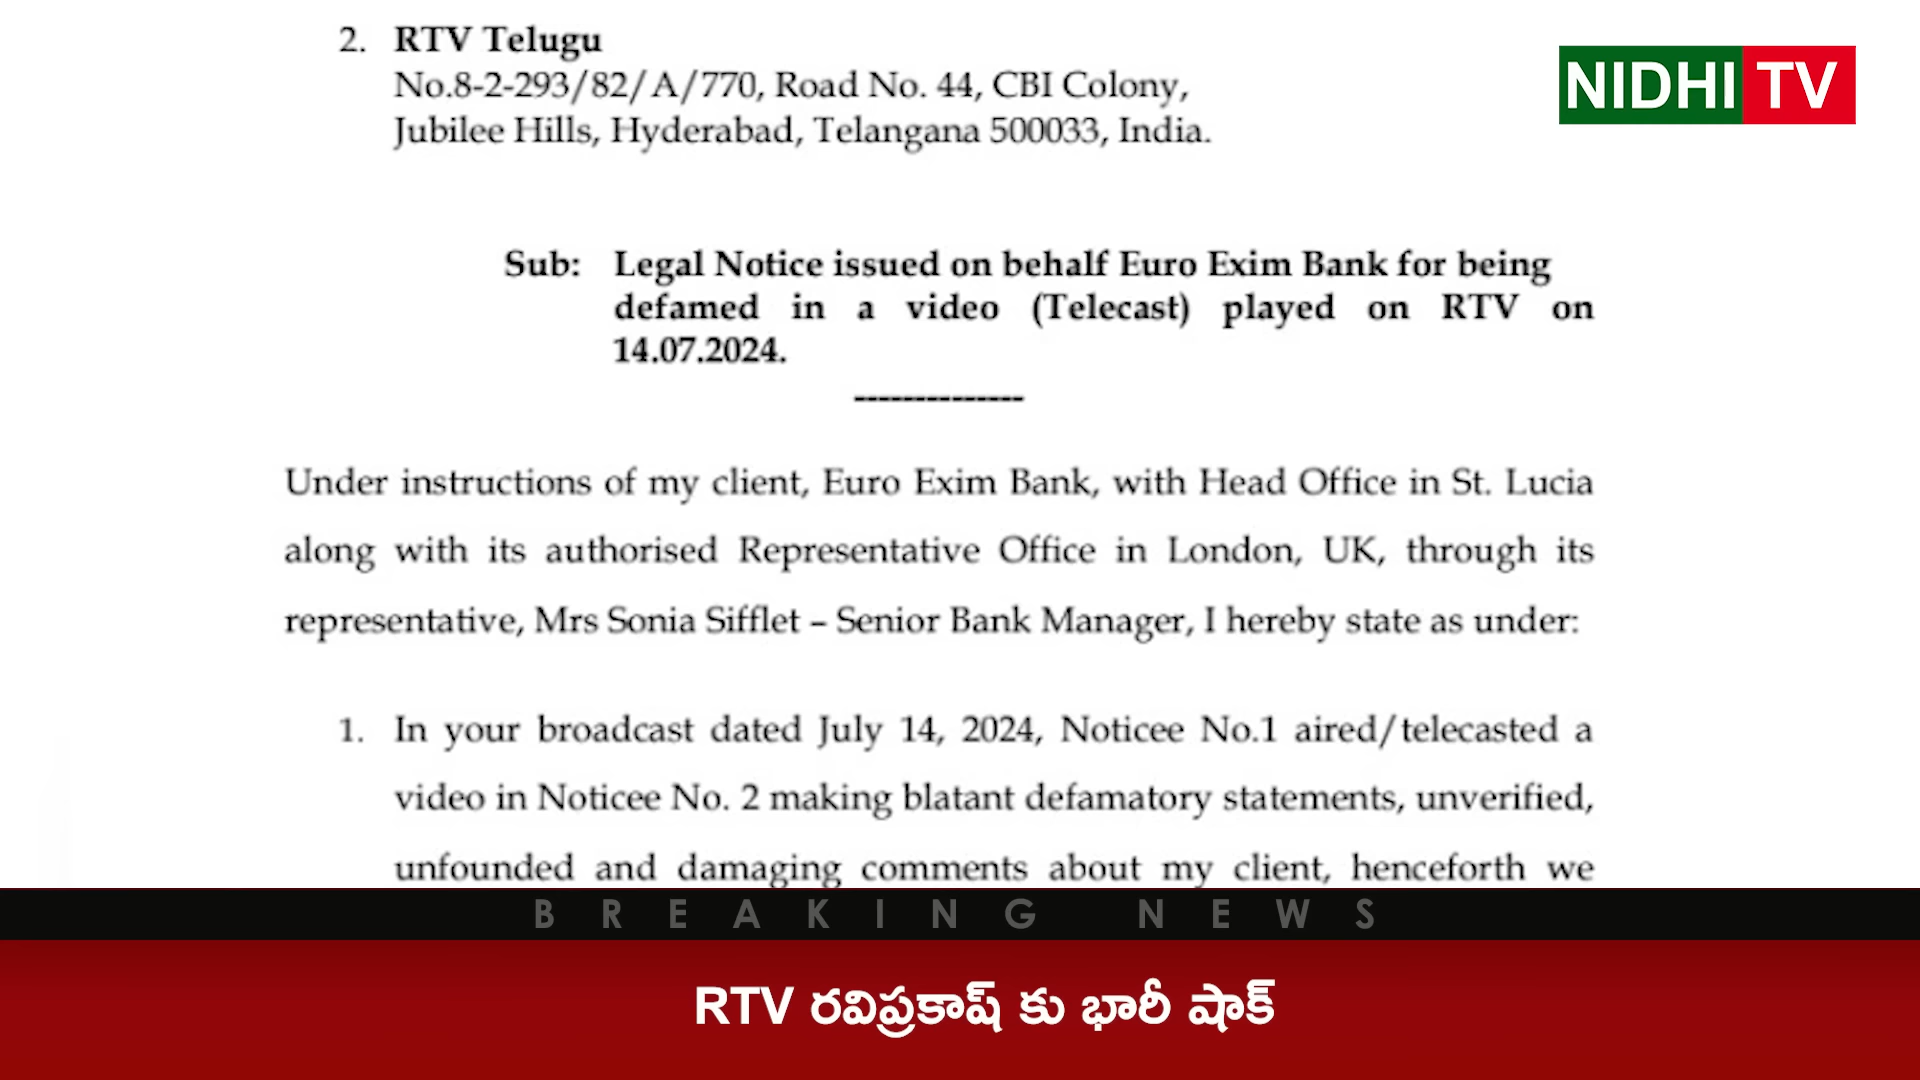 2. RTV Telugu
No.8-2-293/82/A/770, Road No. 44, CBI Colony,
Jubilee Hills, Hyderabad, Telangana 500033, India.
NIDHI TV
Sub: Legal Notice issued on behalf Euro Exim Bank for being
defamed in a video (Telecast) played on RTV on
14.07.2024.
--------------
Under instructions of my client, Euro Exim Bank, with Head Office in St. Lucia
along with its authorised Representative Office in London, UK, through its
representative, Mrs Sonia Sifflet – Senior Bank Manager, I hereby state as under:
1. In your broadcast dated July 14, 2024, Noticee No.1 aired/telecasted a
video in Noticee No. 2 making blatant defamatory statements, unverified,
unfounded and damaging comments about my client, henceforth we
BREAKING NEWS
RTV రవిప్రకాష్ కు భారీ షాక్